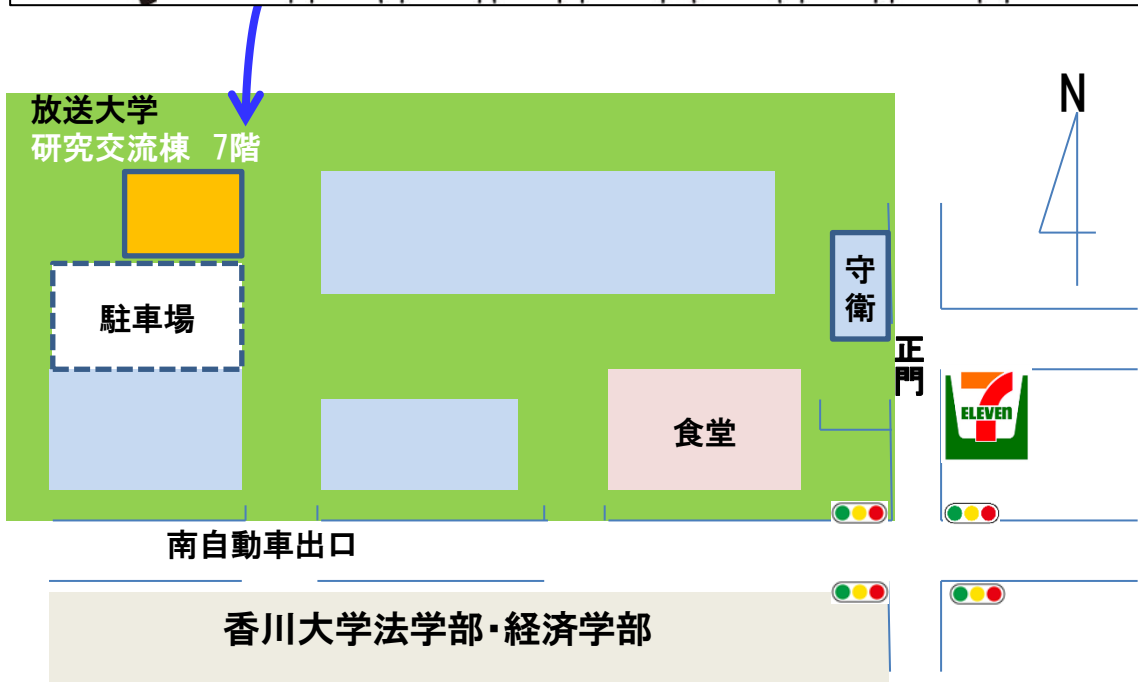 N
放送大学
研究交流棟 7階
守衛
駐車場
正門
7
ELEVEN
食堂
南自動車出口
香川大学法学部・経済学部